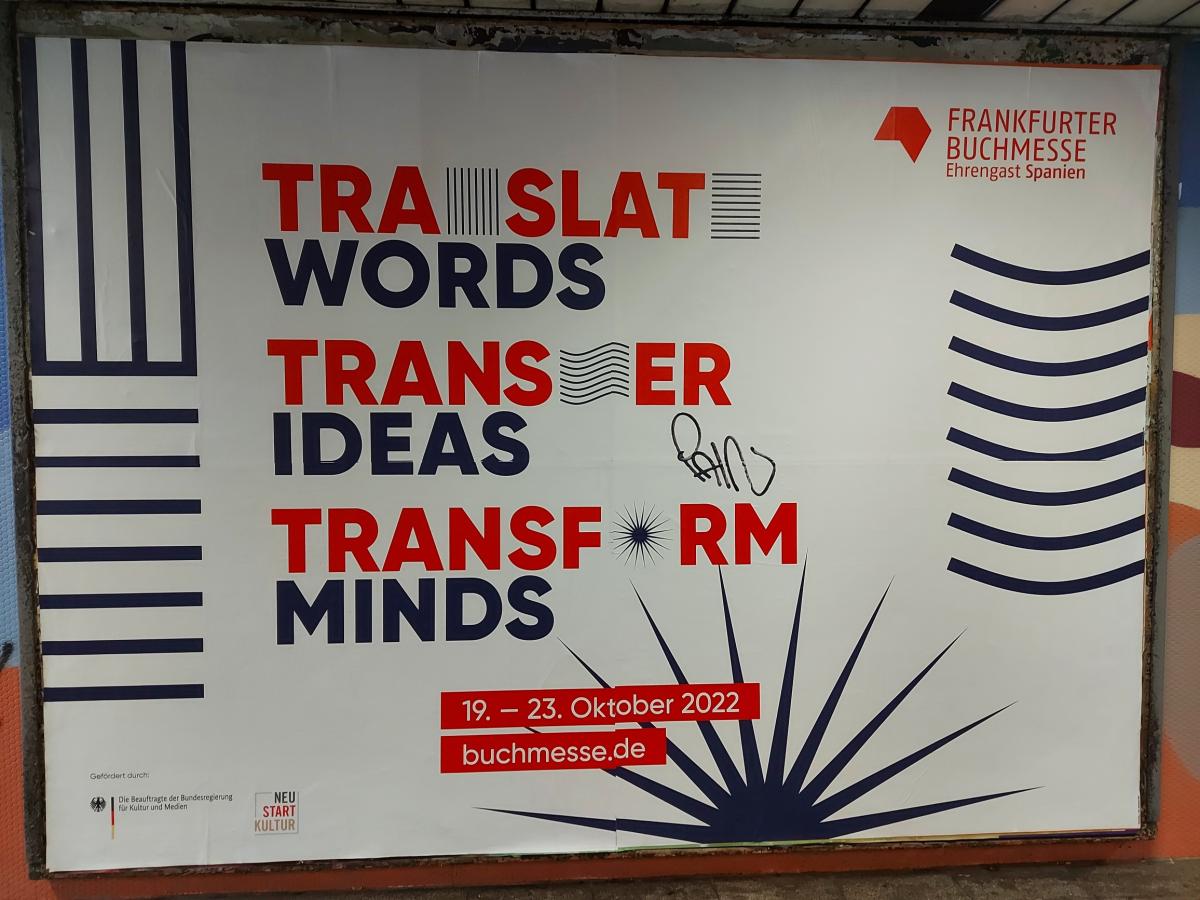 FRANKFURTER
BUCHMESSE
Ehrengast Spanien
TRA SLAT
WORDS
TRANS ER
IDEAS
TRANSF RM
MINDS
19. – 23. Oktober 2022
buchmesse.de
Gefördert durch:
Die Beauftragte der Bundesregierung
für Kultur und Medien
NEU
START
KULTUR